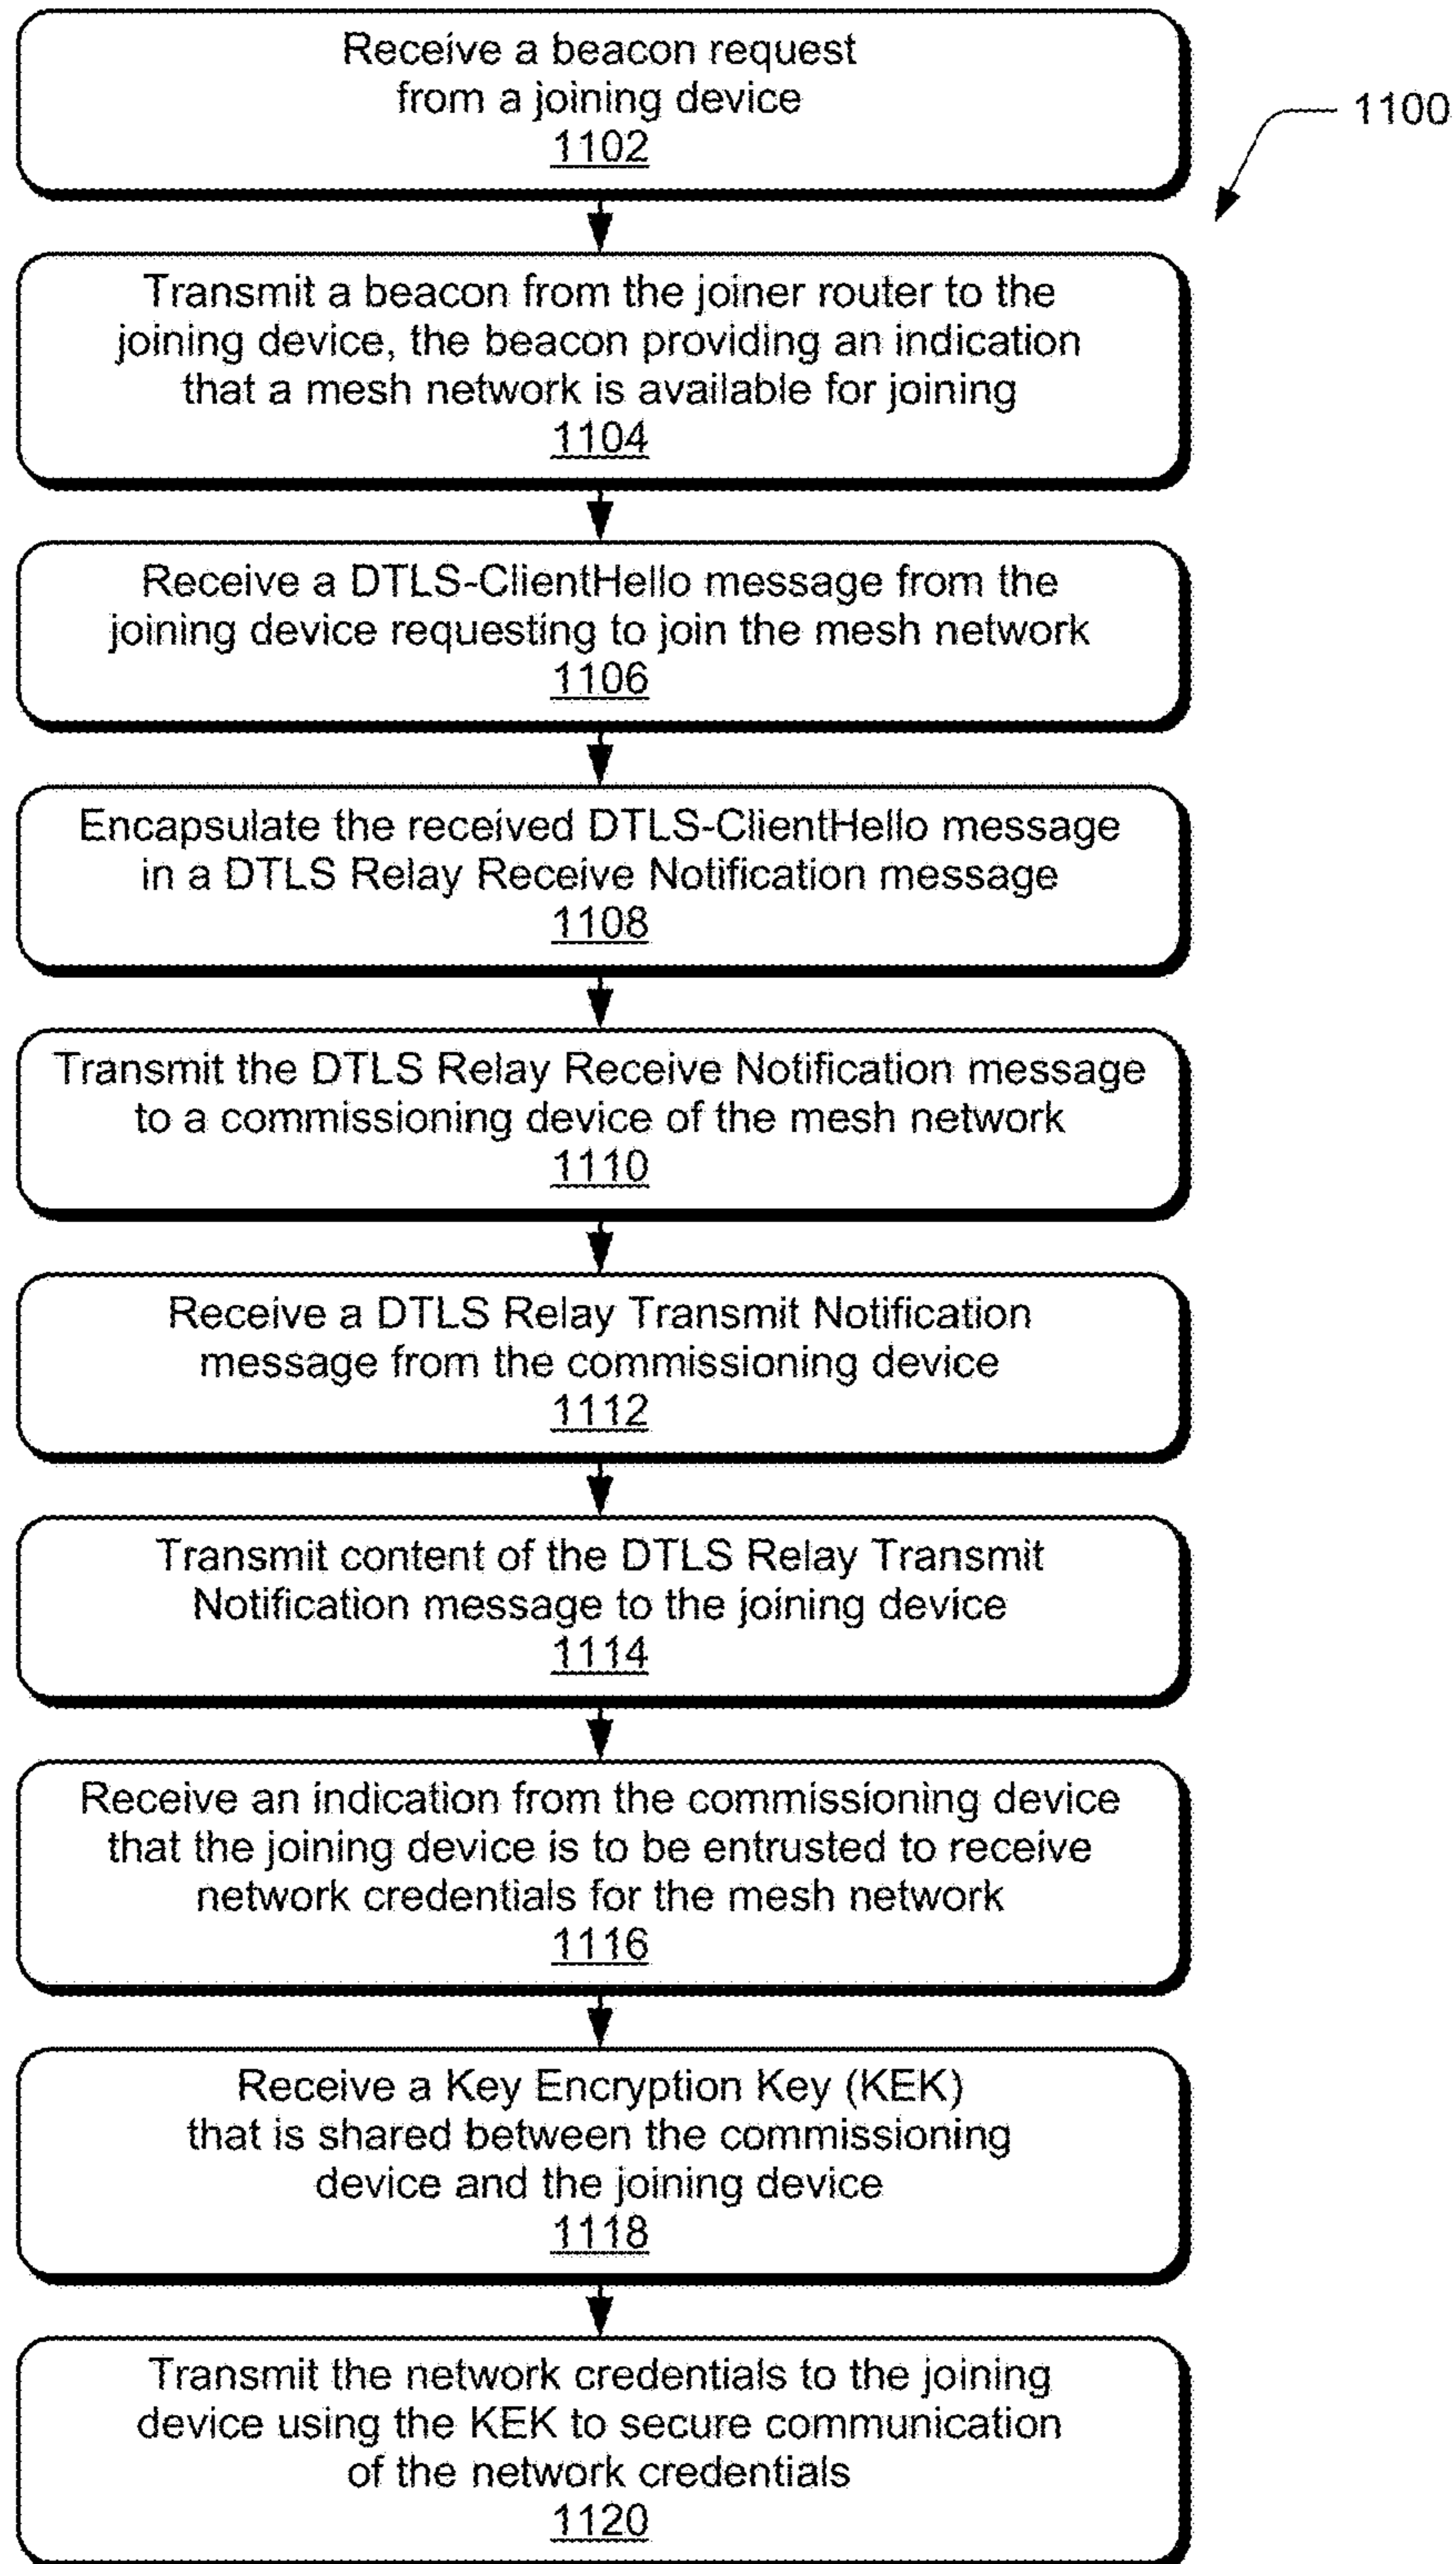 Receive a beacon request
from a joining device
1102
1100
Transmit a beacon from the joiner router to the
joining device, the beacon providing an indication
that a mesh network is available for joining
1104
Receive a DTLS-ClientHello message from the
joining device requesting to join the mesh network
1106
Encapsulate the received DTLS-ClientHello message
in a DTLS Relay Receive Notification message
1108
Transmit the DTLS Relay Receive Notification message
to a commissioning device of the mesh network
1110
Receive a DTLS Relay Transmit Notification
message from the commissioning device
1112
Transmit content of the DTLS Relay Transmit
Notification message to the joining device
1114
Receive an indication from the commissioning device
that the joining device is to be entrusted to receive
network credentials for the mesh network
1116
Receive a Key Encryption Key (KEK)
that is shared between the commissioning
device and the joining device
1118
Transmit the network credentials to the joining
device using the KEK to secure communication
of the network credentials
1120